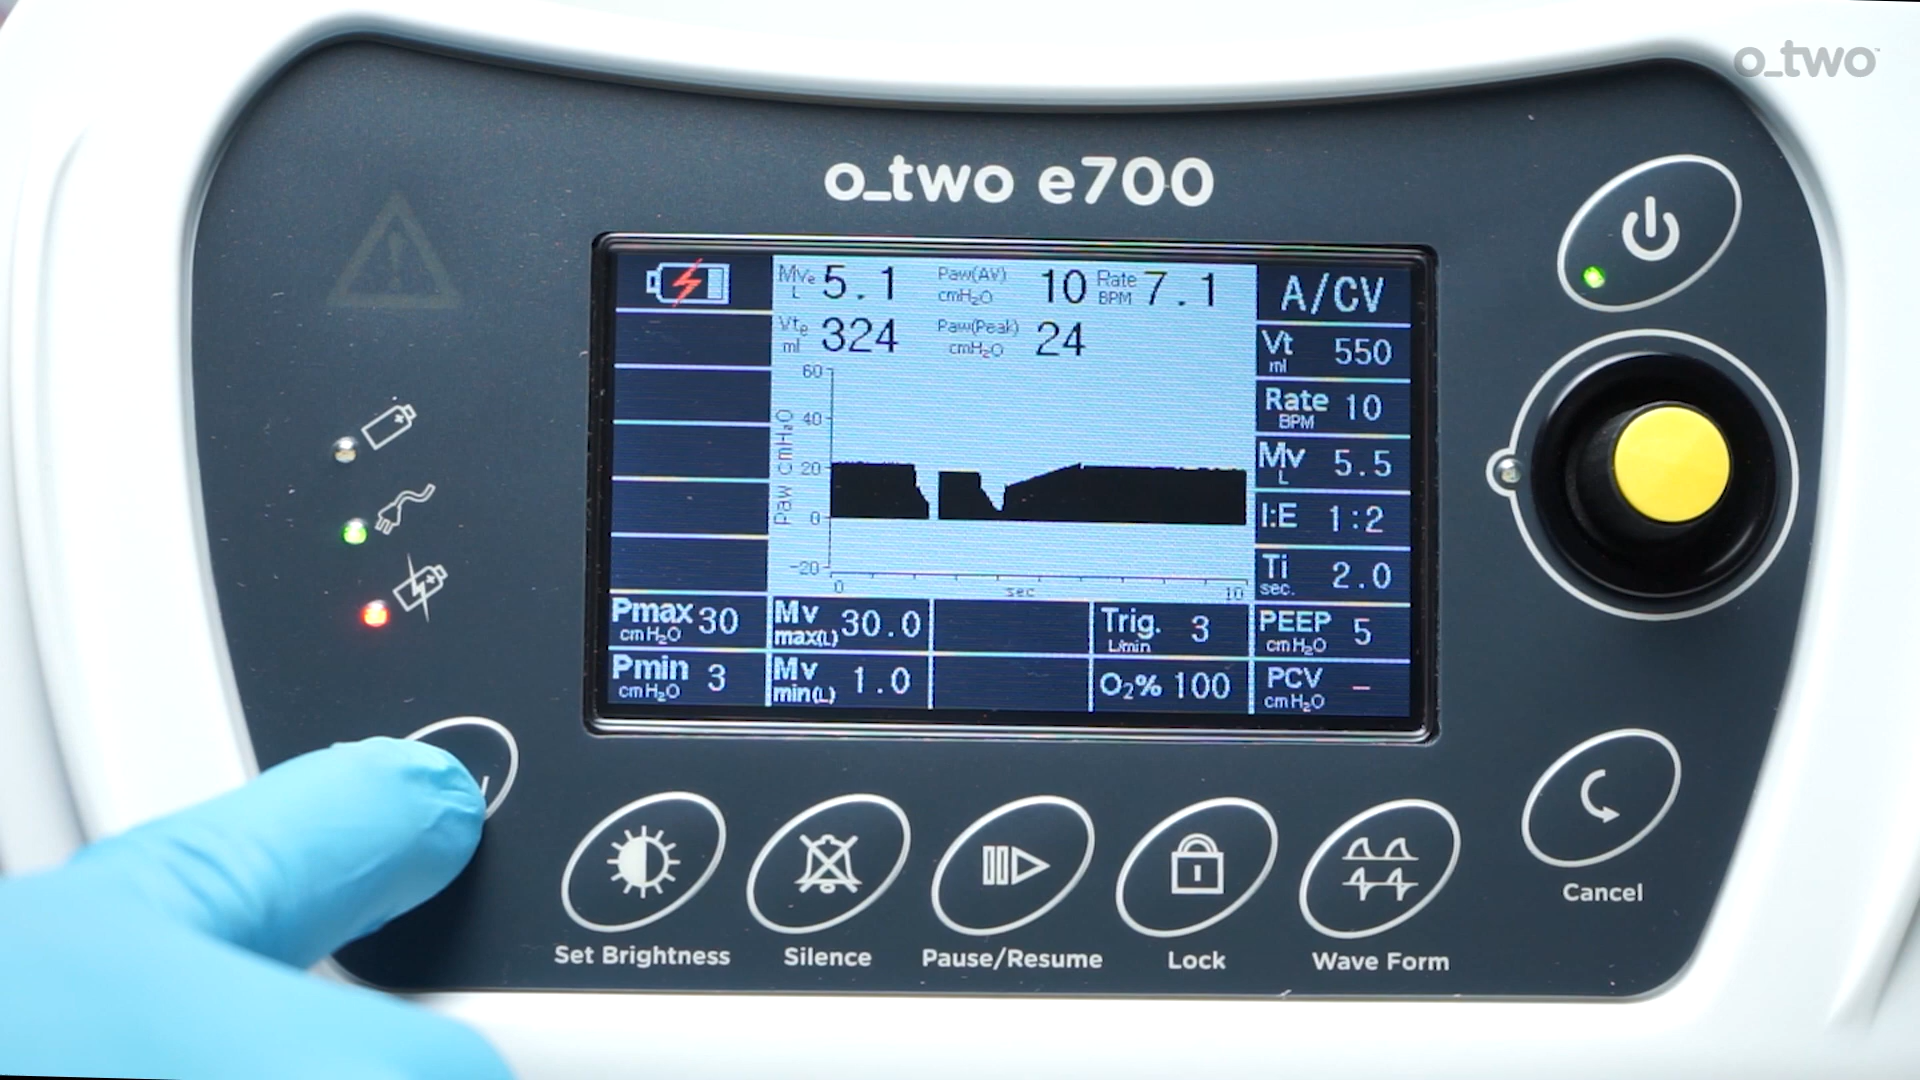 o_two™
o_two e700
Mve L 5.1 Paw(AV) cmH2O 10 Rate BPM 7.1
Vte ml 324 Paw(Peak) cmH2O 24
A/CV
Vt ml 550
Rate BPM 10
Mv L 5.5
I:E 1:2
Ti sec. 2.0
PEEP cmH2O 5
PCV cmH2O –
60
40
20
0
-20
Paw cmH2O
0 sec 10
Pmax cmH2O 30 Mv max(L) 30.0 Trig. L/min 3
Pmin cmH2O 3 Mv min(L) 1.0 O2% 100
Set Brightness Silence Pause/Resume Lock Wave Form
Cancel